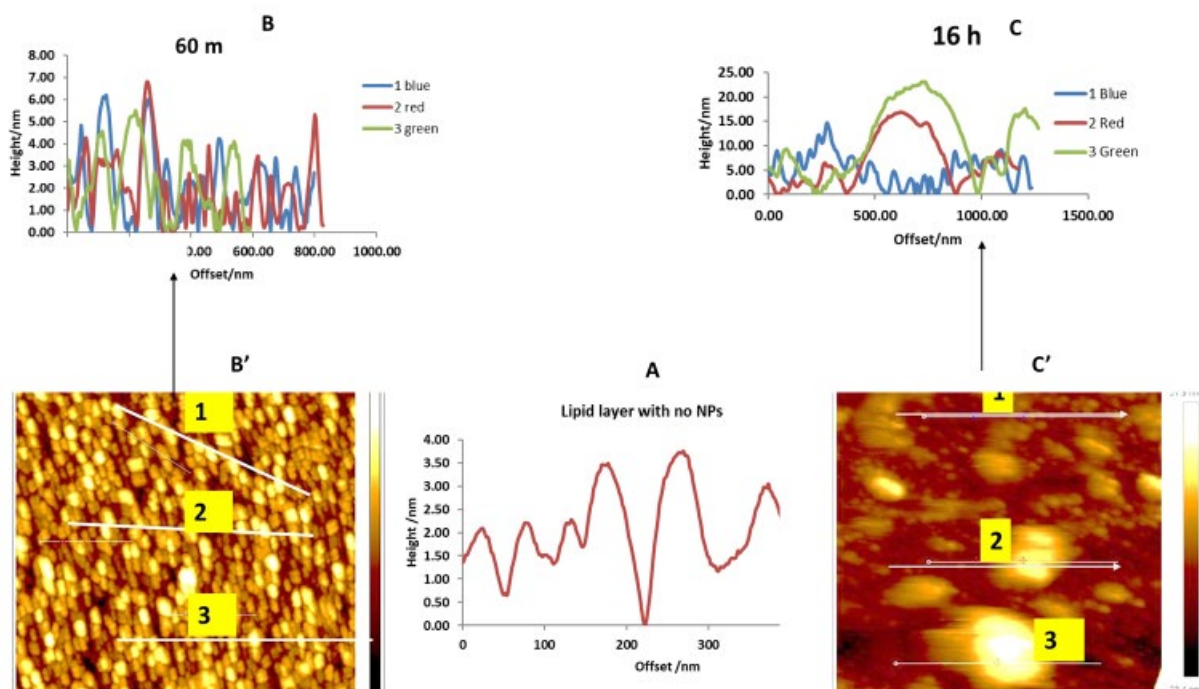 B
60 m
8.00
7.00
6.00
5.00
4.00
3.00
2.00
1.00
0.00
Height/nm
0.00 600.00 800.00 1000.00
Offset/nm
1 blue
2 red
3 green
16 h C
25.00
20.00
15.00
10.00
5.00
0.00
Height/nm
0.00 500.00 1000.00 1500.00
Offset/nm
1 Blue
2 Red
3 Green
B’
1
2
3
A
Lipid layer with no NPs
4.00
3.50
3.00
2.50
2.00
1.50
1.00
0.50
0.00
Height /nm
0 100 200 300
Offset /nm
C’
1
2
3